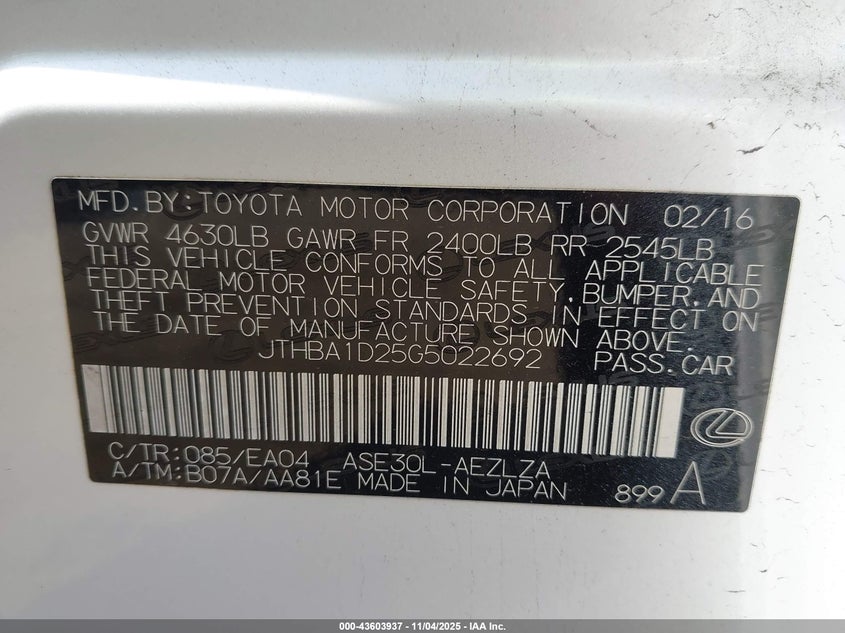 MFD. BY: TOYOTA MOTOR CORPORATION 02/16
GVWR 4630LB GAWR FR 2400LB RR 2545LB
THIS VEHICLE CONFORMS TO ALL APPLICABLE
FEDERAL MOTOR VEHICLE SAFETY, BUMPER, AND
THEFT PREVENTION STANDARDS IN EFFECT ON
THE DATE OF MANUFACTURE SHOWN ABOVE.
JTHBA1D25G5022692 PASS. CAR
C/TR: 085/EA04 ASE30L-AEZLZA
A/TM: B07A/AA81E MADE IN JAPAN 899 A
000-43603937 - 11/04/2025 - IAA Inc.